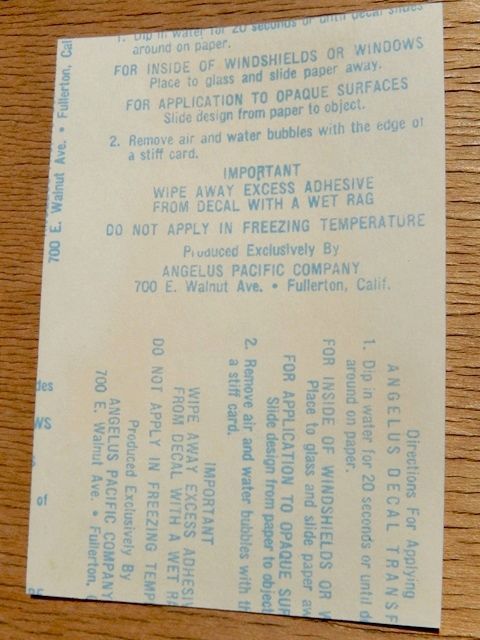 1. Dip in water for 20 seconds or until decal slides
around on paper.
FOR INSIDE OF WINDSHIELDS OR WINDOWS
Place to glass and slide paper away.
FOR APPLICATION TO OPAQUE SURFACES
Slide design from paper to object.
2. Remove air and water bubbles with the edge of
a stiff card.
IMPORTANT
WIPE AWAY EXCESS ADHESIVE
FROM DECAL WITH A WET RAG
DO NOT APPLY IN FREEZING TEMPERATURE
Produced Exclusively By
ANGELUS PACIFIC COMPANY
700 E. Walnut Ave. • Fullerton, Calif.
700 E. Walnut Ave. • Fullerton, Cal
des
WS
of
Directions For Applying
ANGELUS DECAL TRANSF
1. Dip in water for 20 seconds or until d
around on paper.
FOR INSIDE OF WINDSHIELDS OR W
Place to glass and slide paper aw
FOR APPLICATION TO OPAQUE SUR
Slide design from paper to object
2. Remove air and water bubbles with th
a stiff card.
IMPORTANT
WIPE AWAY EXCESS ADHESIV
FROM DECAL WITH A WET RA
DO NOT APPLY IN FREEZING TEMP
Produced Exclusively By
ANGELUS PACIFIC COMPANY
700 E. Walnut Ave. • Fullerton,